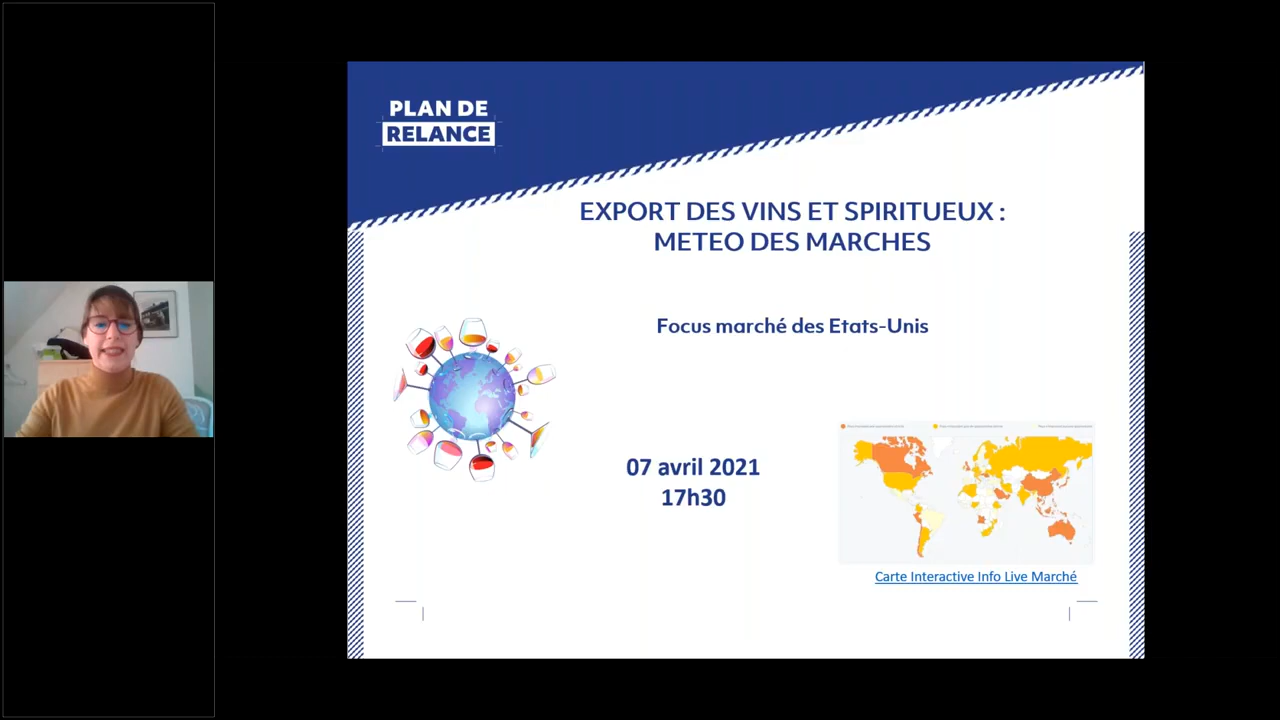 PLAN DE
RELANCE
EXPORT DES VINS ET SPIRITUEUX :
METEO DES MARCHES
Focus marché des Etats-Unis
07 avril 2021
17h30
Carte Interactive Info Live Marché